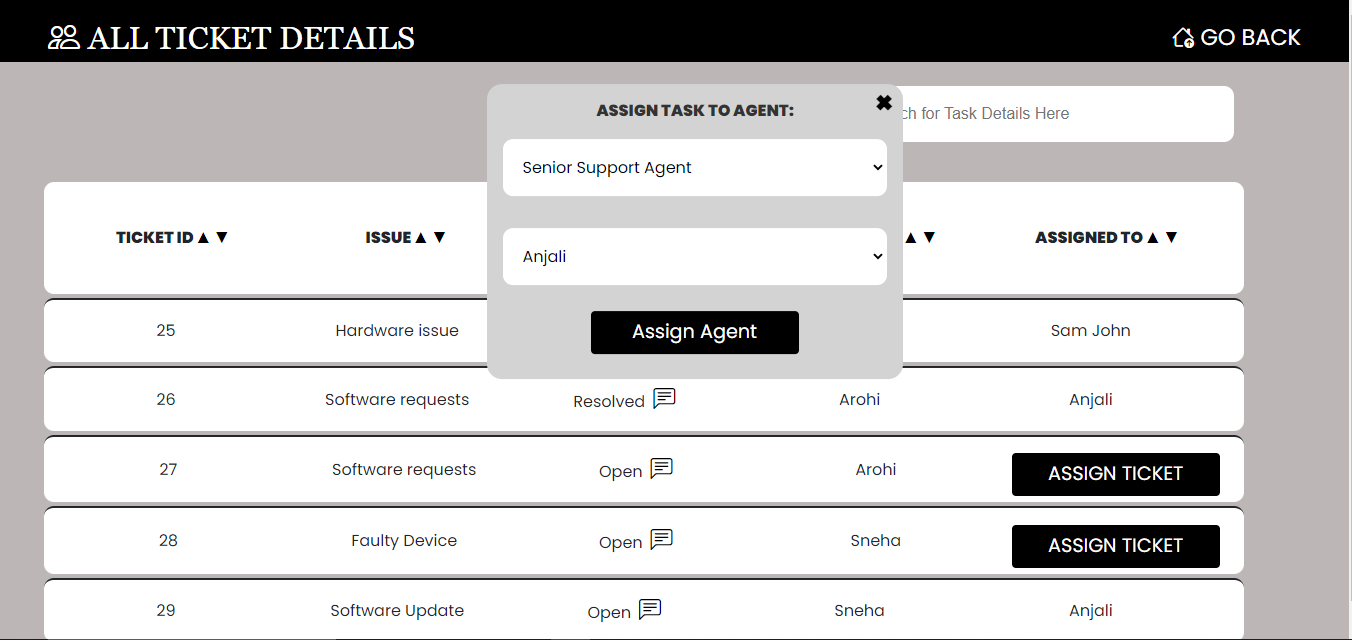 ALL TICKET DETAILS
GO BACK
ASSIGN TASK TO AGENT:
ch for Task Details Here
Senior Support Agent
TICKET ID ▲ ▼ ISSUE ▲ ▼ ▲ ▼ ASSIGNED TO ▲ ▼
Anjali
25 Hardware issue Sam John
Assign Agent
26 Software requests Resolved Arohi Anjali
27 Software requests Open Arohi ASSIGN TICKET
28 Faulty Device Open Sneha ASSIGN TICKET
29 Software Update Open Sneha Anjali